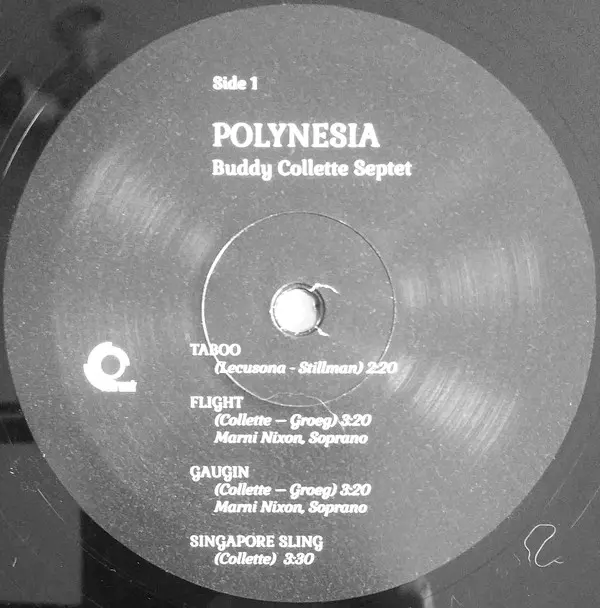 Side 1
POLYNESIA
Buddy Collette Septet
TABOO
(Lecusona - Stillman) 2:20
FLIGHT
(Collette – Groeg) 3:20
Marni Nixon, Soprano
GAUGIN
(Collette – Groeg) 3:20
Marni Nixon, Soprano
SINGAPORE SLING
(Collette) 3:30